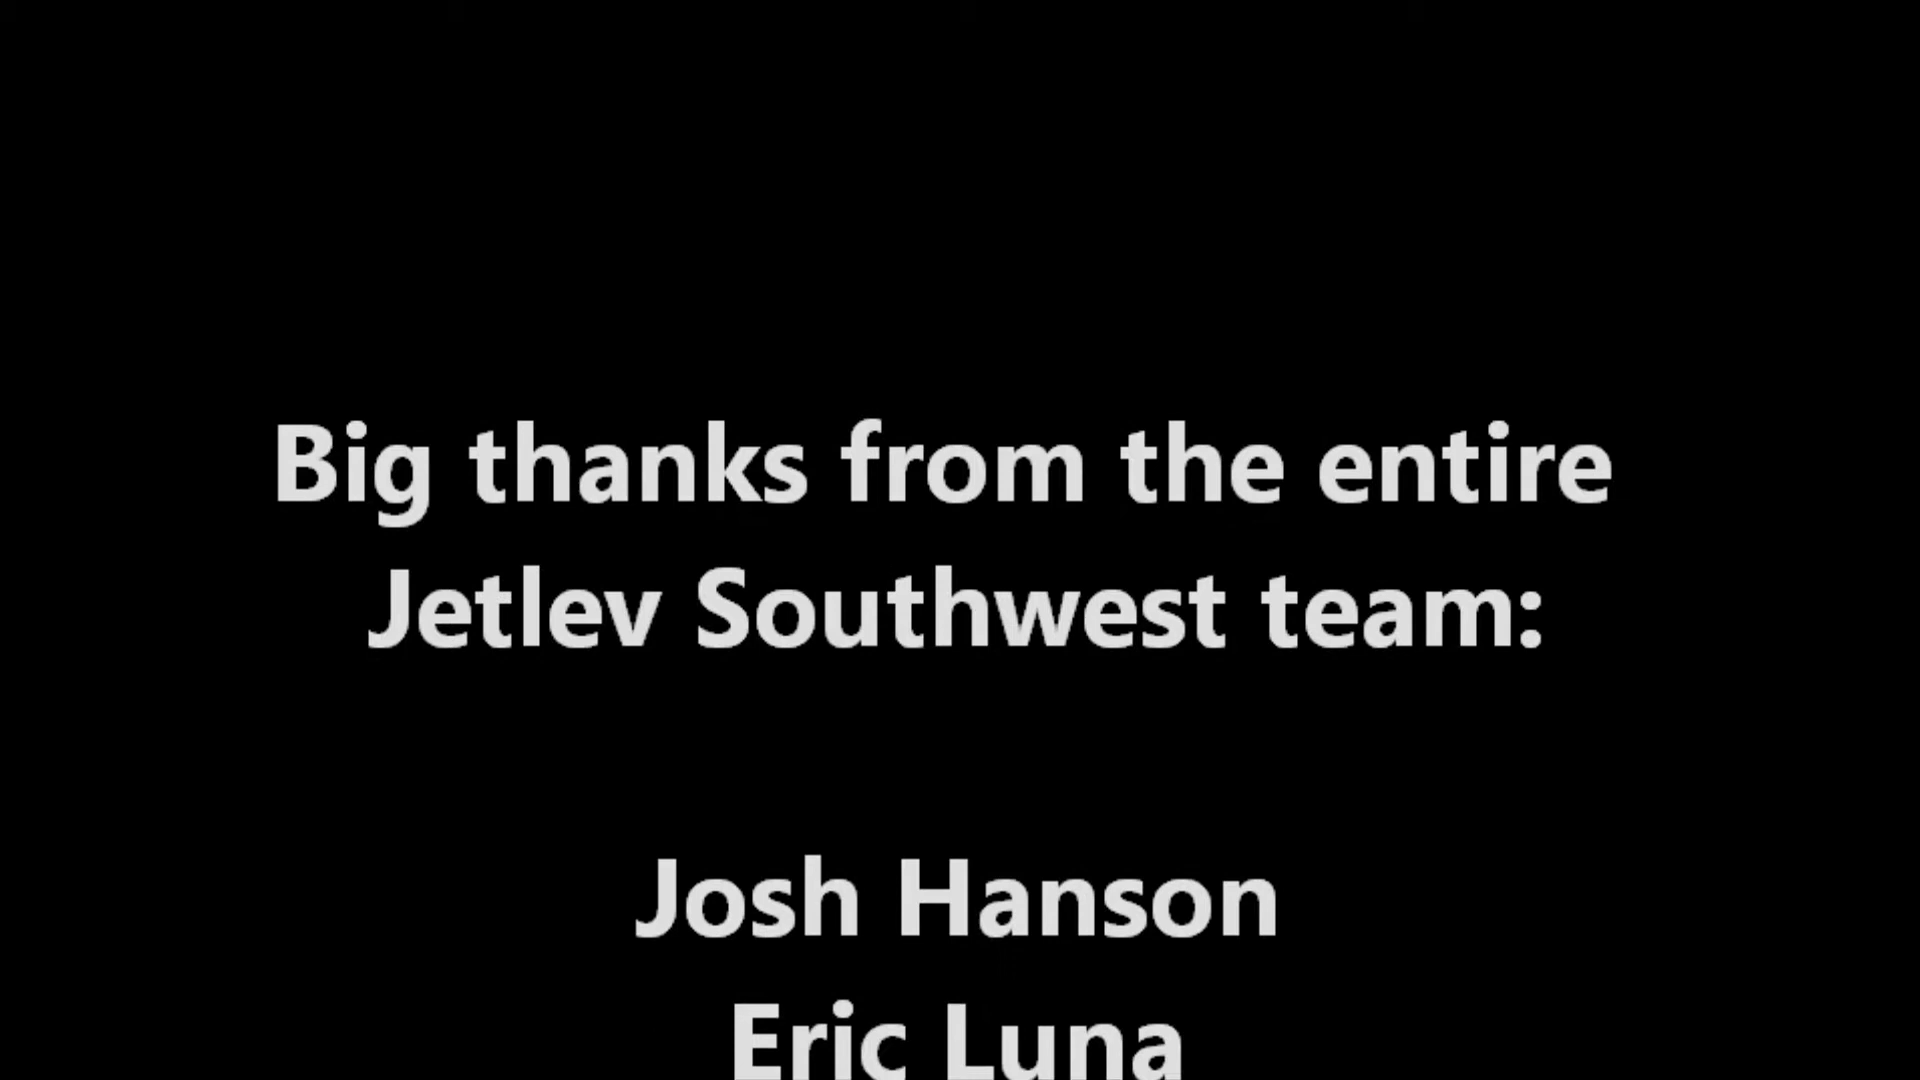 Big thanks from the entire
Jetlev Southwest team:
Josh Hanson
Eric Luna